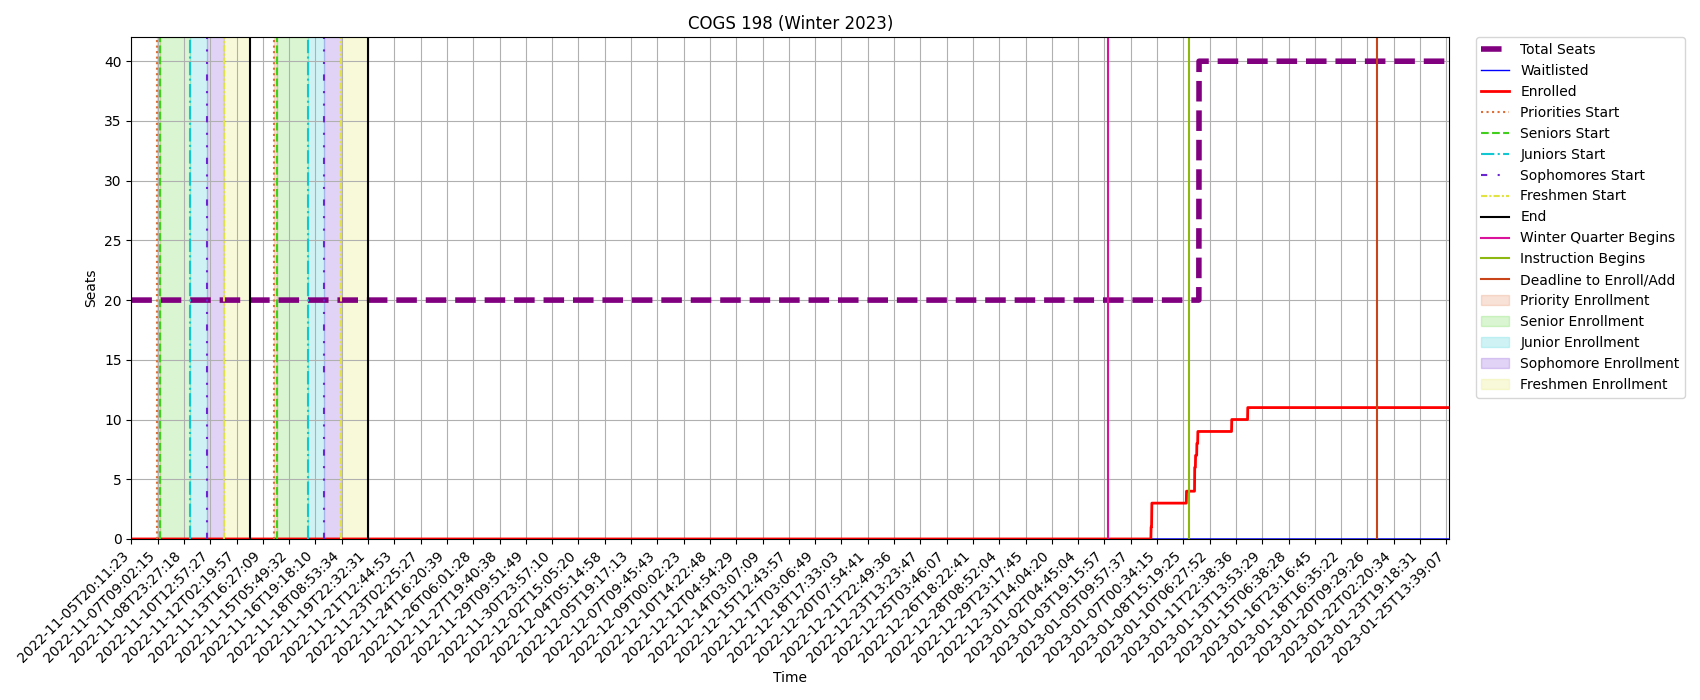 COGS 198 (Winter 2023)
Seats
40
35
30
25
20
15
10
5
0
2022-11-05T20:11:23
2022-11-07T09:02:15
2022-11-08T23:27:18
2022-11-10T12:57:27
2022-11-12T02:19:57
2022-11-13T16:27:09
2022-11-15T05:49:32
2022-11-16T19:18:10
2022-11-18T08:53:34
2022-11-19T22:32:31
2022-11-21T12:44:53
2022-11-23T02:25:27
2022-11-24T16:20:39
2022-11-26T06:01:28
2022-11-27T19:40:38
2022-11-29T09:51:49
2022-11-30T23:57:10
2022-12-02T15:05:20
2022-12-04T05:14:58
2022-12-05T19:17:13
2022-12-07T09:45:43
2022-12-09T00:02:23
2022-12-10T14:22:48
2022-12-12T04:54:29
2022-12-14T03:07:09
2022-12-15T12:43:57
2022-12-17T03:06:49
2022-12-18T17:33:03
2022-12-20T07:54:41
2022-12-21T22:49:36
2022-12-23T13:23:47
2022-12-25T03:46:07
2022-12-26T18:22:41
2022-12-28T08:52:04
2022-12-29T23:17:45
2022-12-31T14:04:20
2023-01-02T04:45:04
2023-01-03T19:15:57
2023-01-05T09:57:37
2023-01-07T00:34:15
2023-01-08T15:19:25
2023-01-10T06:27:52
2023-01-11T22:38:36
2023-01-13T13:53:29
2023-01-15T06:38:28
2023-01-16T23:16:45
2023-01-18T16:35:22
2023-01-20T09:29:26
2023-01-22T02:20:34
2023-01-23T19:18:31
2023-01-25T13:39:07
Time
Total Seats
Waitlisted
Enrolled
Priorities Start
Seniors Start
Juniors Start
Sophomores Start
Freshmen Start
End
Winter Quarter Begins
Instruction Begins
Deadline to Enroll/Add
Priority Enrollment
Senior Enrollment
Junior Enrollment
Sophomore Enrollment
Freshmen Enrollment